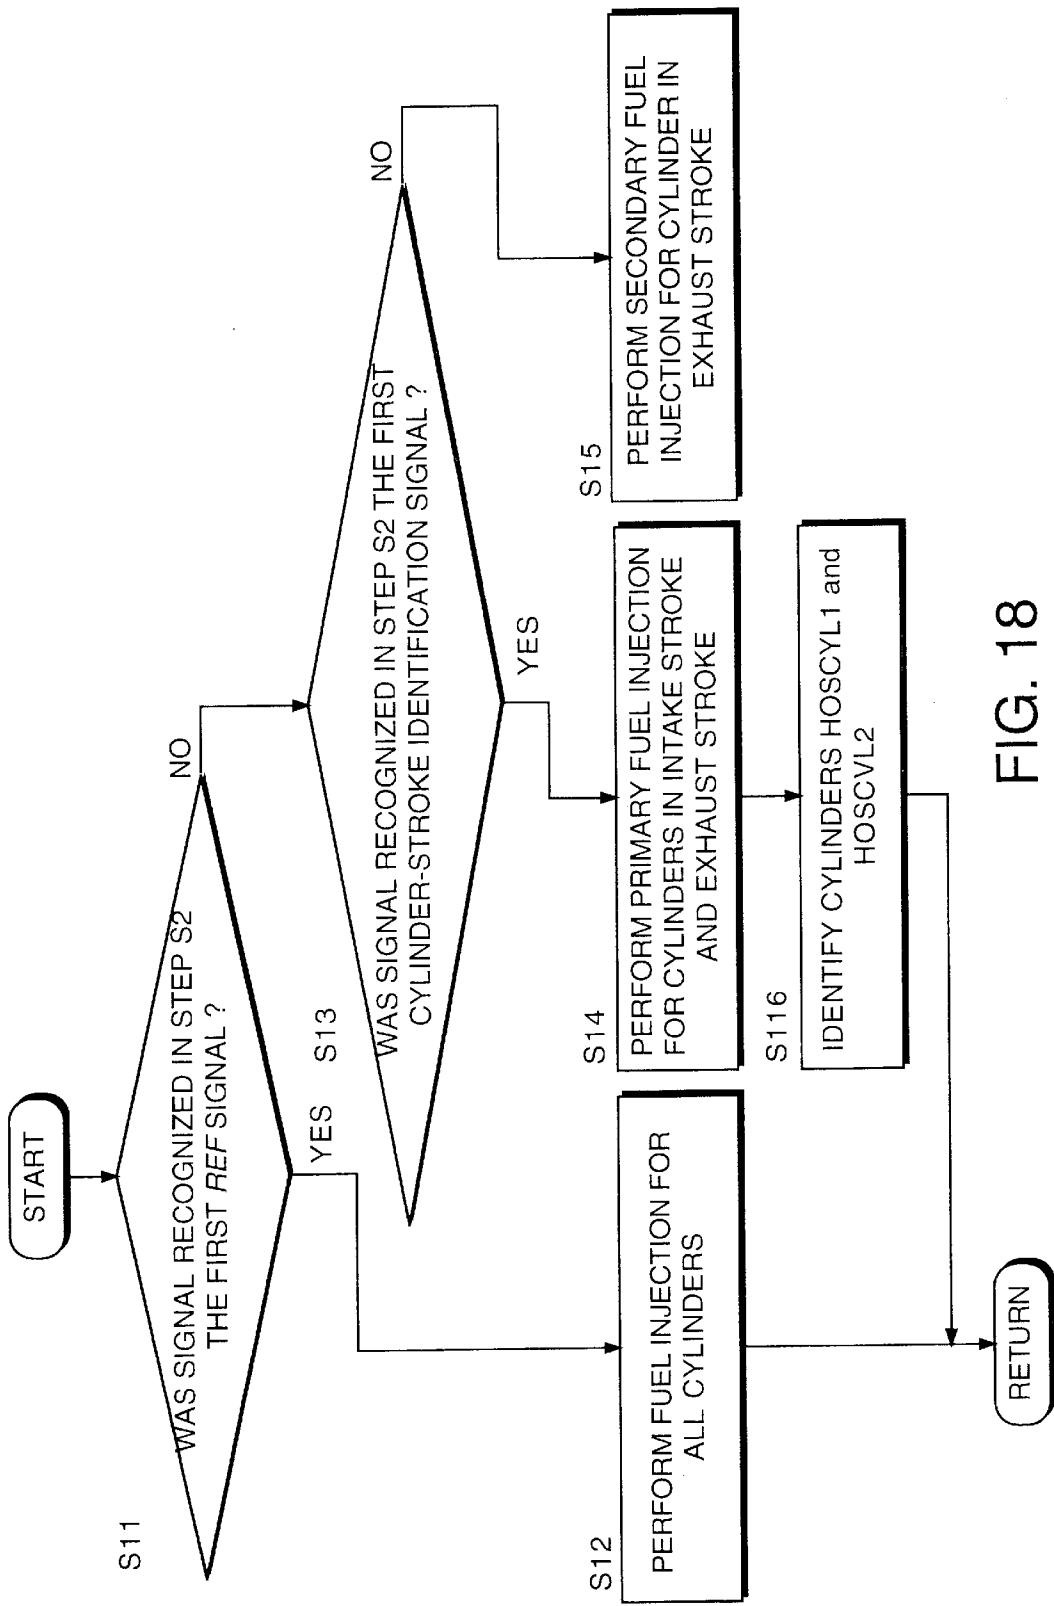 START
S11
WAS SIGNAL RECOGNIZED IN STEP S2
THE FIRST REF SIGNAL ?
NO
YES
S13
WAS SIGNAL RECOGNIZED IN STEP S2 THE FIRST
CYLINDER-STROKE IDENTIFICATION SIGNAL ?
NO
YES
S12
PERFORM FUEL INJECTION FOR
ALL CYLINDERS
S14
PERFORM PRIMARY FUEL INJECTION
FOR CYLINDERS IN INTAKE STROKE
AND EXHAUST STROKE
S15
PERFORM SECONDARY FUEL
INJECTION FOR CYLINDER IN
EXHAUST STROKE
S116
IDENTIFY CYLINDERS HOSCYL1 and
HOSCVL2
RETURN
FIG. 18